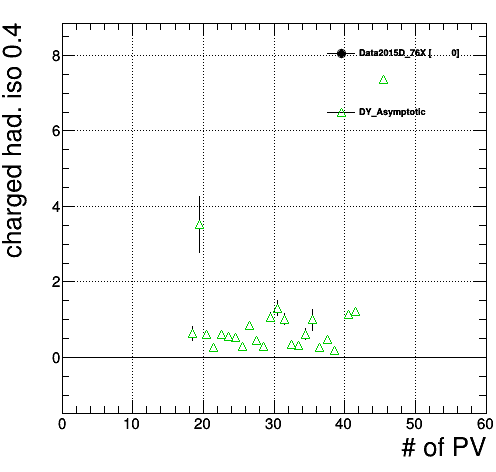 charged had. iso 0.4
8
6
4
2
0
Data2015D_76X [ 0]
DY_Asymptotic
0 10 20 30 40 50 60
# of PV